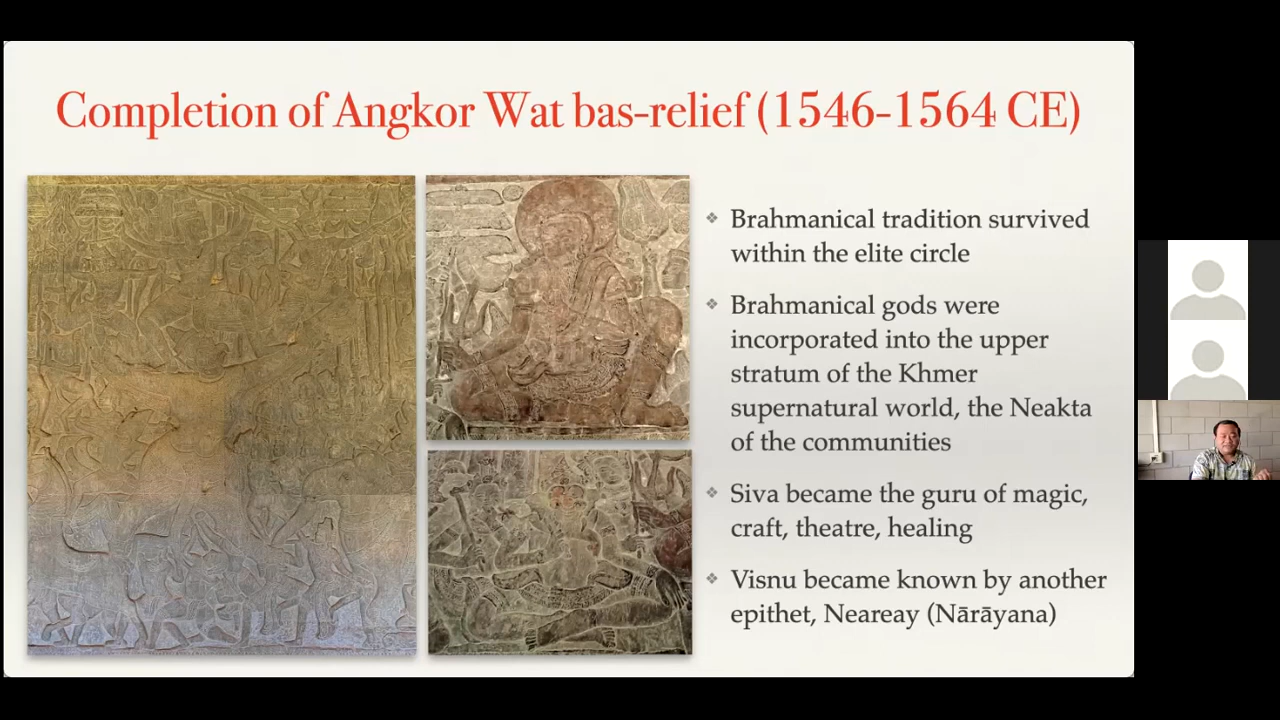 Completion of Angkor Wat bas-relief (1546-1564 CE)
❖ Brahmanical tradition survived
within the elite circle
❖ Brahmanical gods were
incorporated into the upper
stratum of the Khmer
supernatural world, the Neakta
of the communities
❖ Siva became the guru of magic,
craft, theatre, healing
❖ Visnu became known by another
epithet, Neareay (Nārāyana)